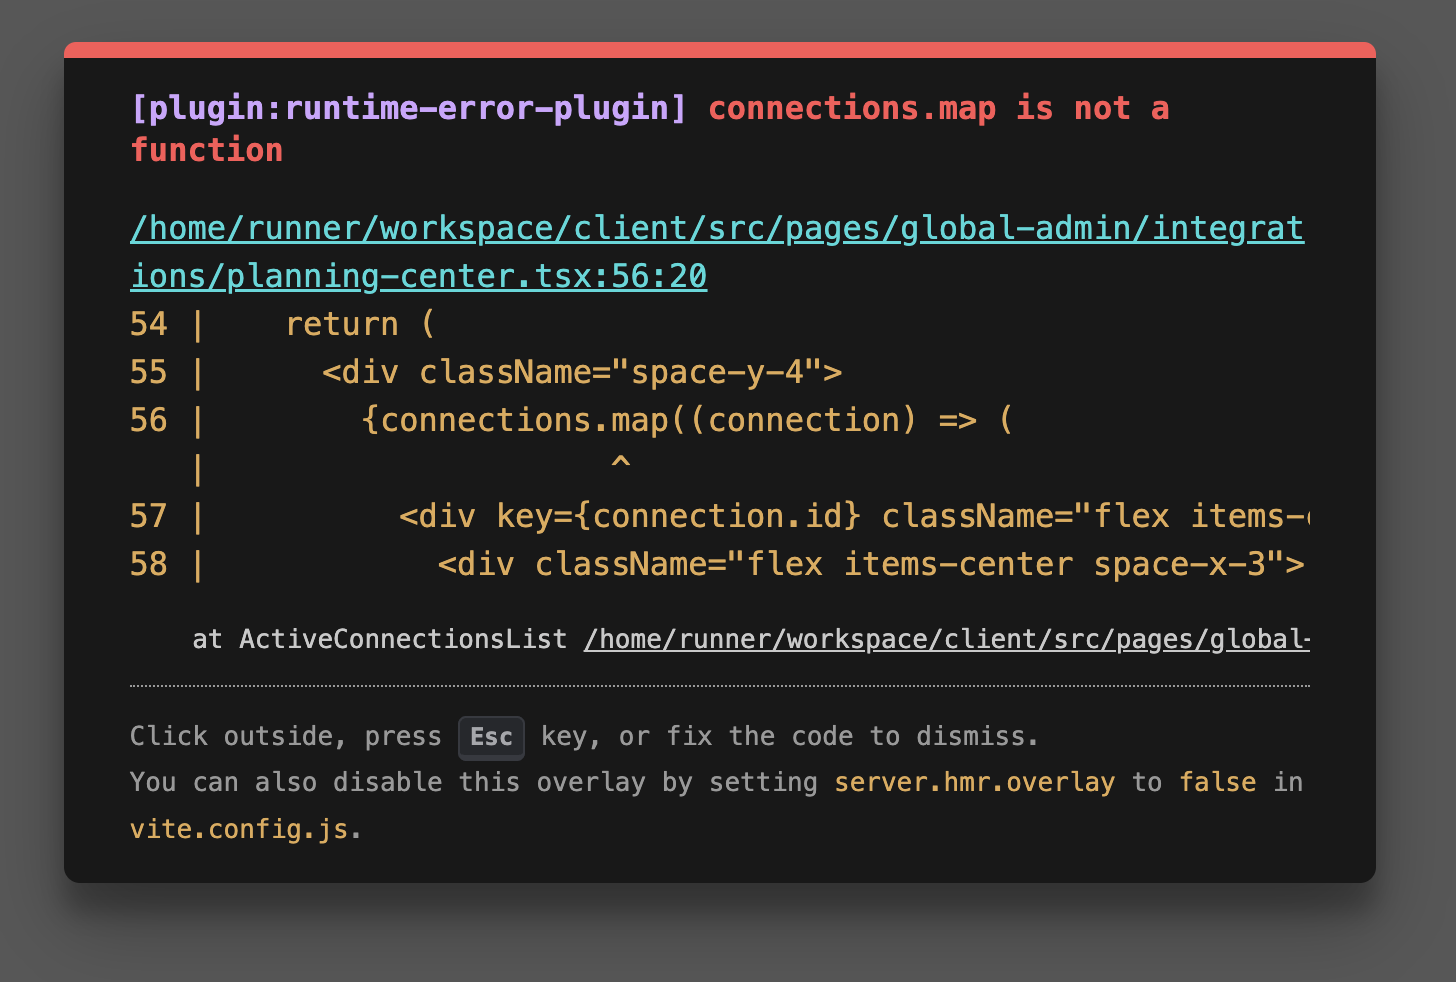 [plugin:runtime-error-plugin] connections.map is not a
function
/home/runner/workspace/client/src/pages/global-admin/integrat
ions/planning-center.tsx:56:20
54 |    return (
55 |      <div className="space-y-4">
56 |        {connections.map((connection) => (
   |                     ^
57 |          <div key={connection.id} className="flex items-
58 |            <div className="flex items-center space-x-3">
at ActiveConnectionsList /home/runner/workspace/client/src/pages/global-
Click outside, press Esc key, or fix the code to dismiss.
You can also disable this overlay by setting server.hmr.overlay to false in
vite.config.js.